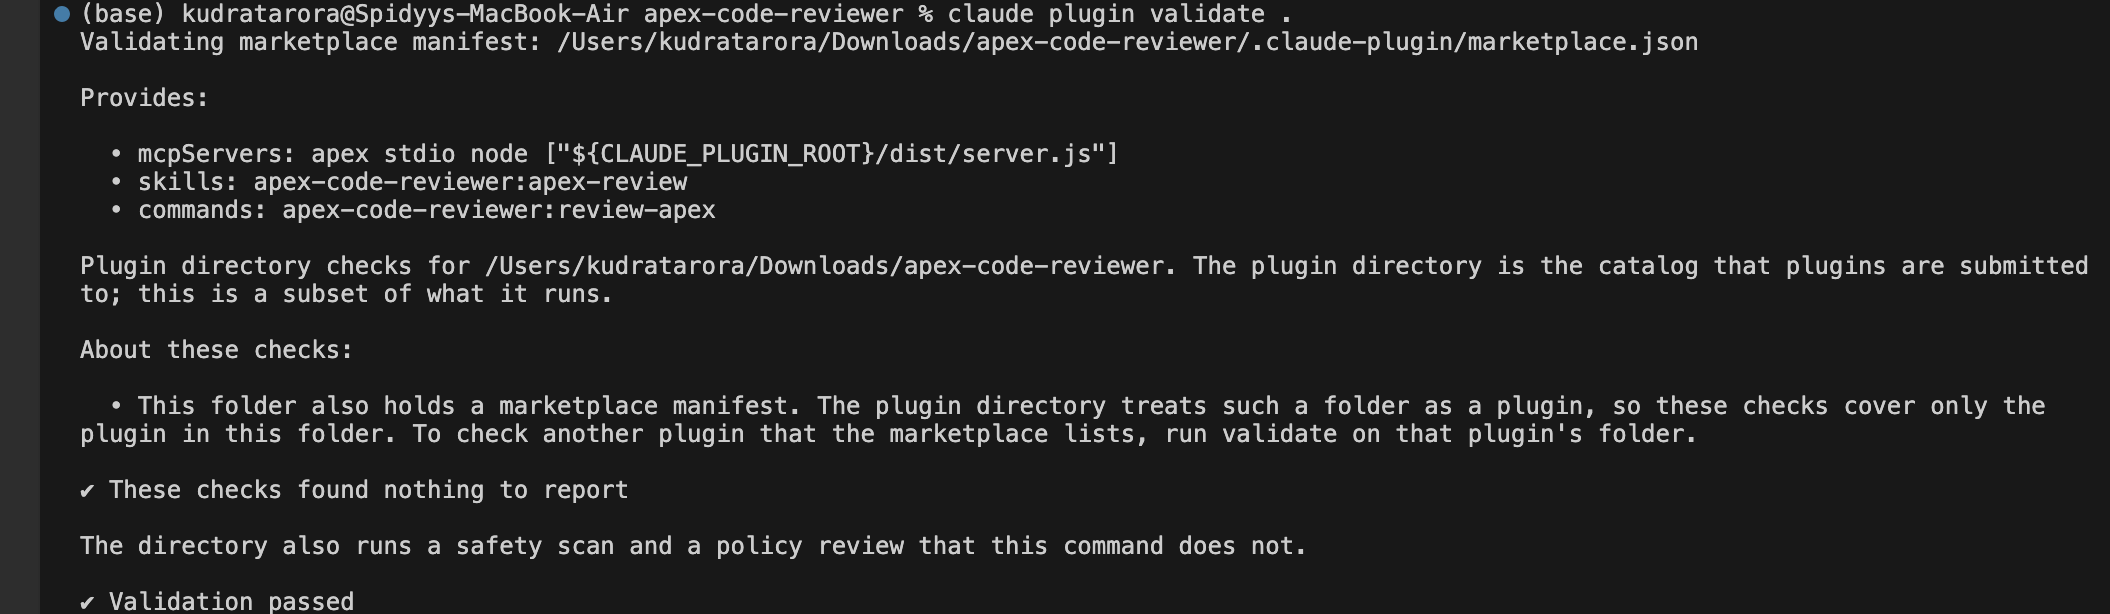 (base) kudratarora@Spidyys-MacBook-Air apex-code-reviewer % claude plugin validate .
Validating marketplace manifest: /Users/kudratarora/Downloads/apex-code-reviewer/.claude-plugin/marketplace.json
Provides:
• mcpServers: apex stdio node ["${CLAUDE_PLUGIN_ROOT}/dist/server.js"]
• skills: apex-code-reviewer:apex-review
• commands: apex-code-reviewer:review-apex
Plugin directory checks for /Users/kudratarora/Downloads/apex-code-reviewer. The plugin directory is the catalog that plugins are submitted
to; this is a subset of what it runs.
About these checks:
• This folder also holds a marketplace manifest. The plugin directory treats such a folder as a plugin, so these checks cover only the
plugin in this folder. To check another plugin that the marketplace lists, run validate on that plugin's folder.
✔ These checks found nothing to report
The directory also runs a safety scan and a policy review that this command does not.
✔ Validation passed